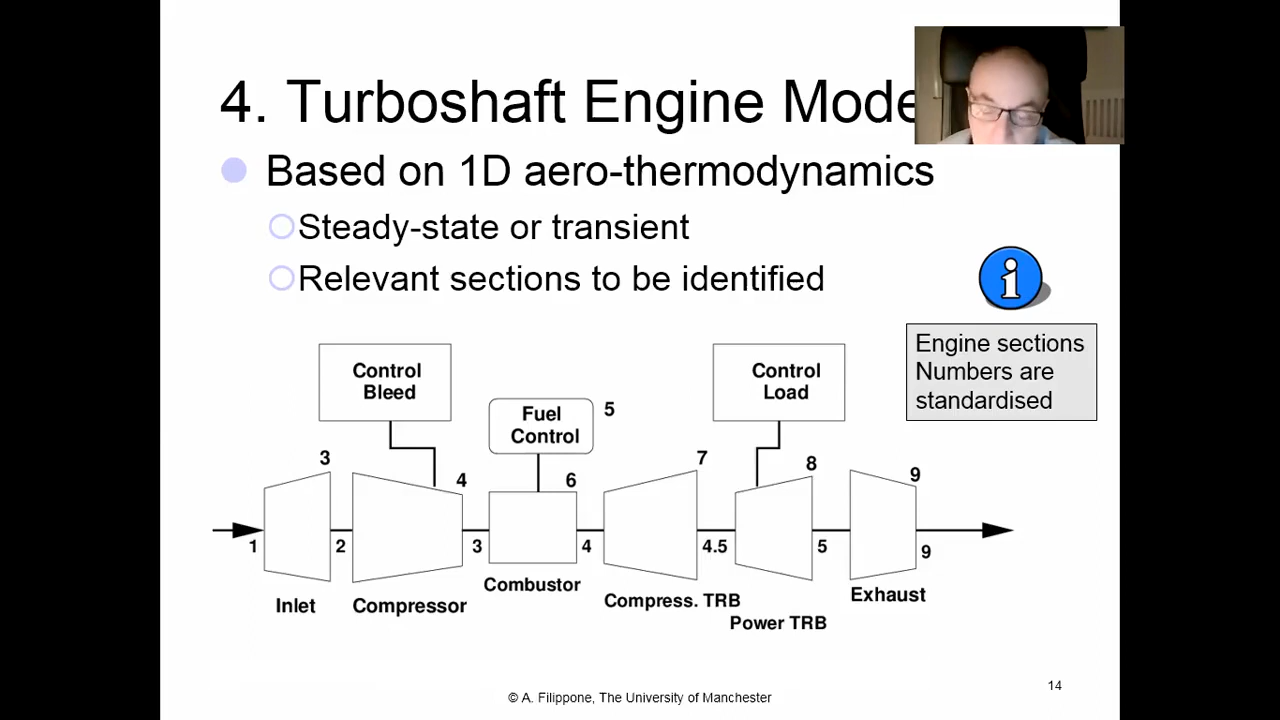 4. Turboshaft Engine Mode
Based on 1D aero-thermodynamics
Steady-state or transient
Relevant sections to be identified
i
Engine sections
Numbers are
standardised
Control
Bleed
Control
Load
Fuel
Control
5
3
4
6
7
8
9
1
2
3
4
4.5
5
9
Inlet
Compressor
Combustor
Compress. TRB
Power TRB
Exhaust
14
© A. Filippone, The University of Manchester